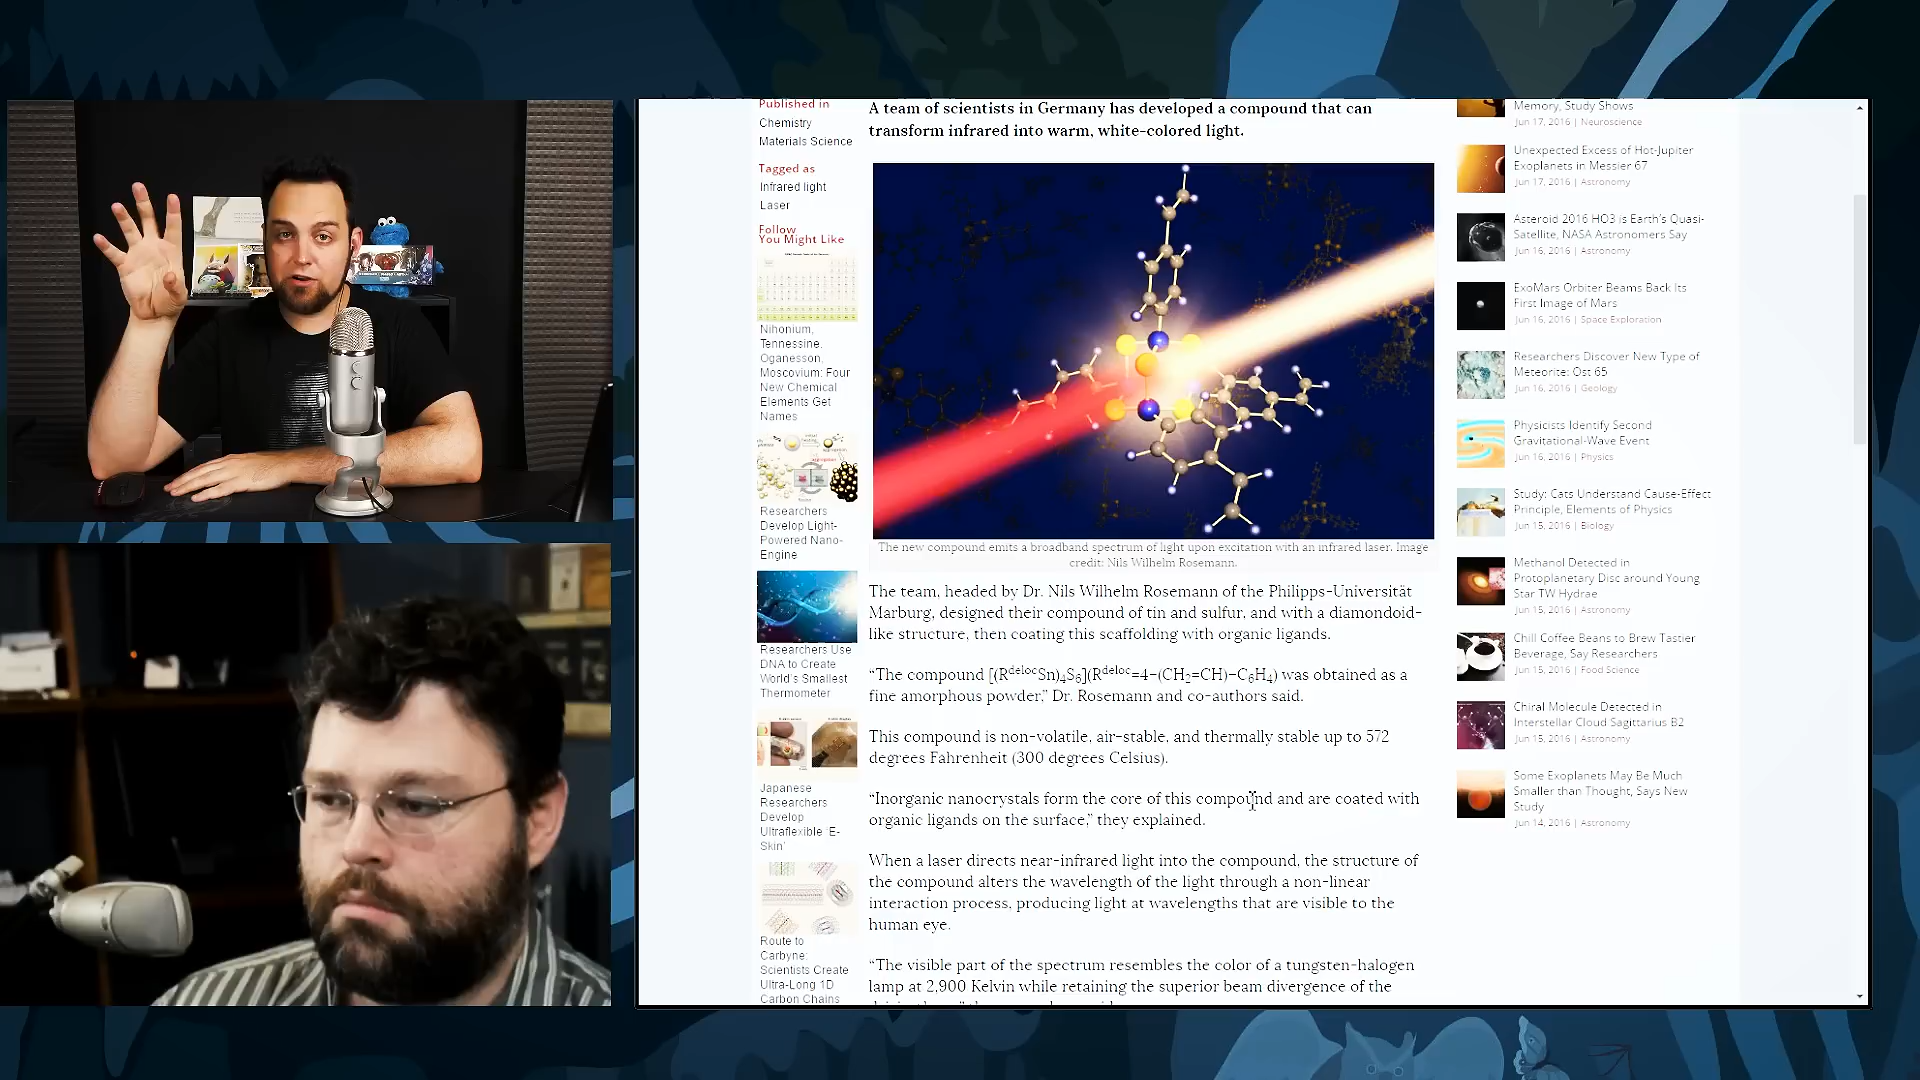 Published in
Chemistry
Materials Science
Tagged as
Infrared light
Laser
Follow
You Might Like
Nihonium,
Tennessine,
Oganesson,
Moscovium: Four
New Chemical
Elements Get
Names
Researchers
Develop Light-
Powered Nano-
Engine
Researchers Use
DNA to Create
World's Smallest
Thermometer
Japanese
Researchers
Develop
Ultraflexible 'E-
Skin'
Route to
Carbyne:
Scientists Create
Ultra-Long 1D
Carbon Chains
A team of scientists in Germany has developed a compound that can
transform infrared into warm, white-colored light.
The new compound emits a broadband spectrum of light upon excitation with an infrared laser. Image
credit: Nils Wilhelm Rosemann.
The team, headed by Dr. Nils Wilhelm Rosemann of the Philipps-Universität
Marburg, designed their compound of tin and sulfur, and with a diamondoid-
like structure, then coating this scaffolding with organic ligands.
“The compound [(RdelocSn)4S6](Rdeloc=4−(CH2=CH)−C6H4) was obtained as a
fine amorphous powder,” Dr. Rosemann and co-authors said.
This compound is non-volatile, air-stable, and thermally stable up to 572
degrees Fahrenheit (300 degrees Celsius).
“Inorganic nanocrystals form the core of this compound and are coated with
organic ligands on the surface,” they explained.
When a laser directs near-infrared light into the compound, the structure of
the compound alters the wavelength of the light through a non-linear
interaction process, producing light at wavelengths that are visible to the
human eye.
“The visible part of the spectrum resembles the color of a tungsten-halogen
lamp at 2,900 Kelvin while retaining the superior beam divergence of the
Memory, Study Shows
Jun 17, 2016 | Neuroscience
Unexpected Excess of Hot-Jupiter
Exoplanets in Messier 67
Jun 17, 2016 | Astronomy
Asteroid 2016 HO3 is Earth's Quasi-
Satellite, NASA Astronomers Say
Jun 16, 2016 | Astronomy
ExoMars Orbiter Beams Back Its
First Image of Mars
Jun 16, 2016 | Space Exploration
Researchers Discover New Type of
Meteorite: Ost 65
Jun 16, 2016 | Geology
Physicists Identify Second
Gravitational-Wave Event
Jun 16, 2016 | Physics
Study: Cats Understand Cause-Effect
Principle, Elements of Physics
Jun 15, 2016 | Biology
Methanol Detected in
Protoplanetary Disc around Young
Star TW Hydrae
Jun 15, 2016 | Astronomy
Chill Coffee Beans to Brew Tastier
Beverage, Say Researchers
Jun 15, 2016 | Food Science
Chiral Molecule Detected in
Interstellar Cloud Sagittarius B2
Jun 15, 2016 | Astronomy
Some Exoplanets May Be Much
Smaller than Thought, Says New
Study
Jun 14, 2016 | Astronomy